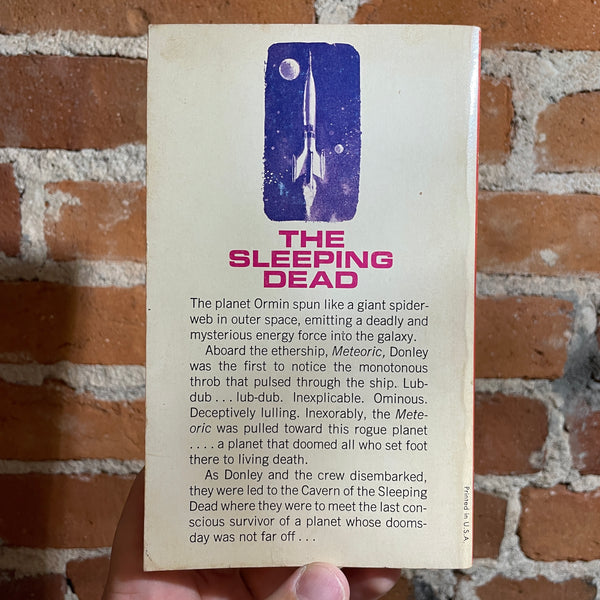 THE
SLEEPING
DEAD
The planet Ormin spun like a giant spider-
web in outer space, emitting a deadly and
mysterious energy force into the galaxy.
Aboard the ethership, Meteoric, Donley
was the first to notice the monotonous
throb that pulsed through the ship. Lub-
dub . . . lub-dub. Inexplicable. Ominous.
Deceptively lulling. Inexorably, the Mete-
oric was pulled toward this rogue planet
. . . . a planet that doomed all who set foot
there to living death.
As Donley and the crew disembarked,
they were led to the Cavern of the Sleeping
Dead where they were to meet the last con-
scious survivor of a planet whose dooms-
day was not far off . . .
Printed in U.S.A.